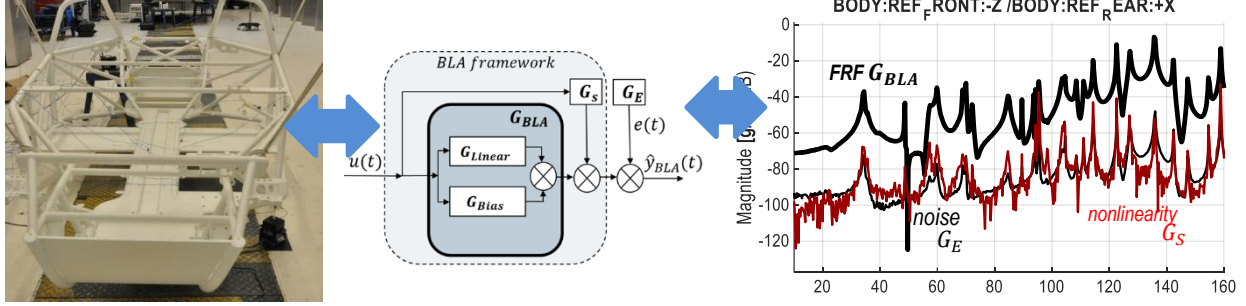 BLA framework
G_S
G_E
G_BLA
e(t)
G_Linear
u(t)
ŷ_BLA(t)
G_Bias
BODY:REF_FRONT:-Z /BODY:REF_REAR:+X
0
-20
-40
-60
-80
-100
-120
Magnitude [g
B)
FRF G_BLA
noise
G_E
nonlinearity
G_S
20 40 60 80 100 120 140 160